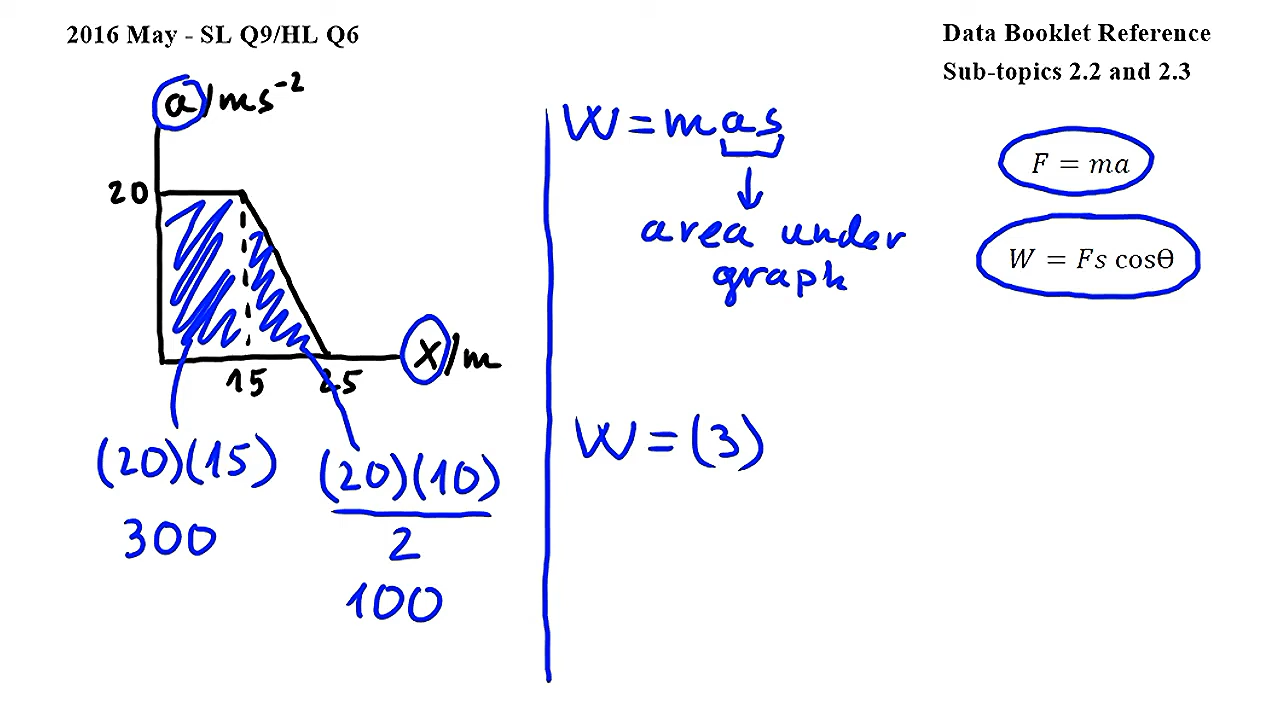 2016 May - SL Q9/HL Q6
Data Booklet Reference
Sub-topics 2.2 and 2.3
a/ms⁻²
20
15
25
x/m
(20)(15)
300
(20)(10)
2
100
W = mas
area under
graph
W = (3)
F = ma
W = Fs cosθ